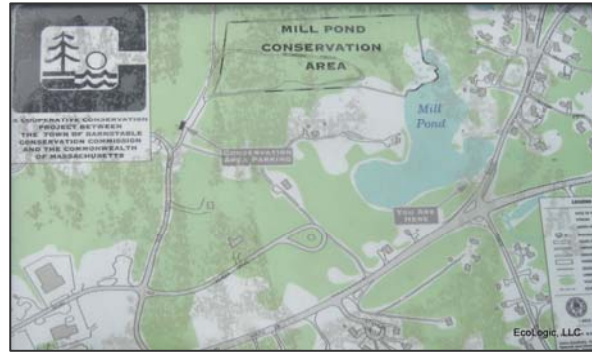 MILL POND
CONSERVATION
AREA
A COOPERATIVE CONSERVATION
PROJECT BETWEEN
THE TOWN OF BARNSTABLE
CONSERVATION COMMISSION
AND THE COMMONWEALTH
OF MASSACHUSETTS
Mill
Pond
CONSERVATION
AREA PARKING
YOU ARE
HERE
LEGEND
EcoLogic, LLC